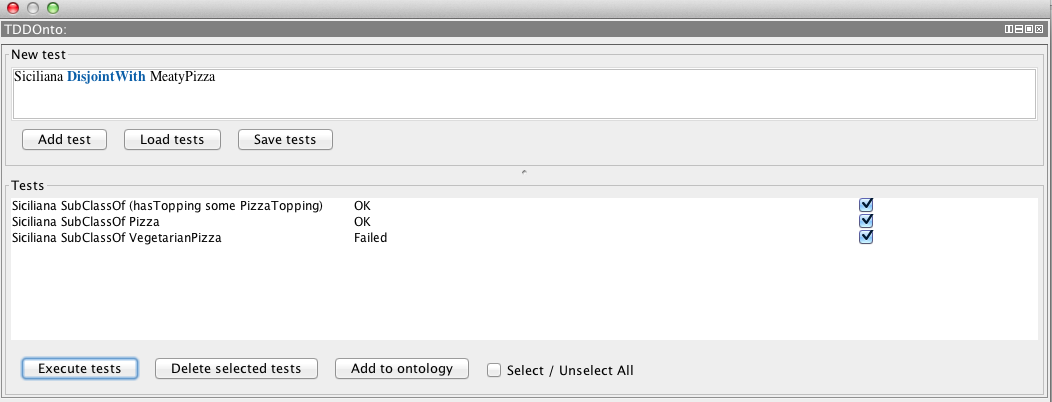 TDDOnto:
New test
Siciliana DisjointWith MeatyPizza
Add test Load tests Save tests
Tests
Siciliana SubClassOf (hasTopping some PizzaTopping) OK
Siciliana SubClassOf Pizza OK
Siciliana SubClassOf VegetarianPizza Failed
Execute tests Delete selected tests Add to ontology Select / Unselect All